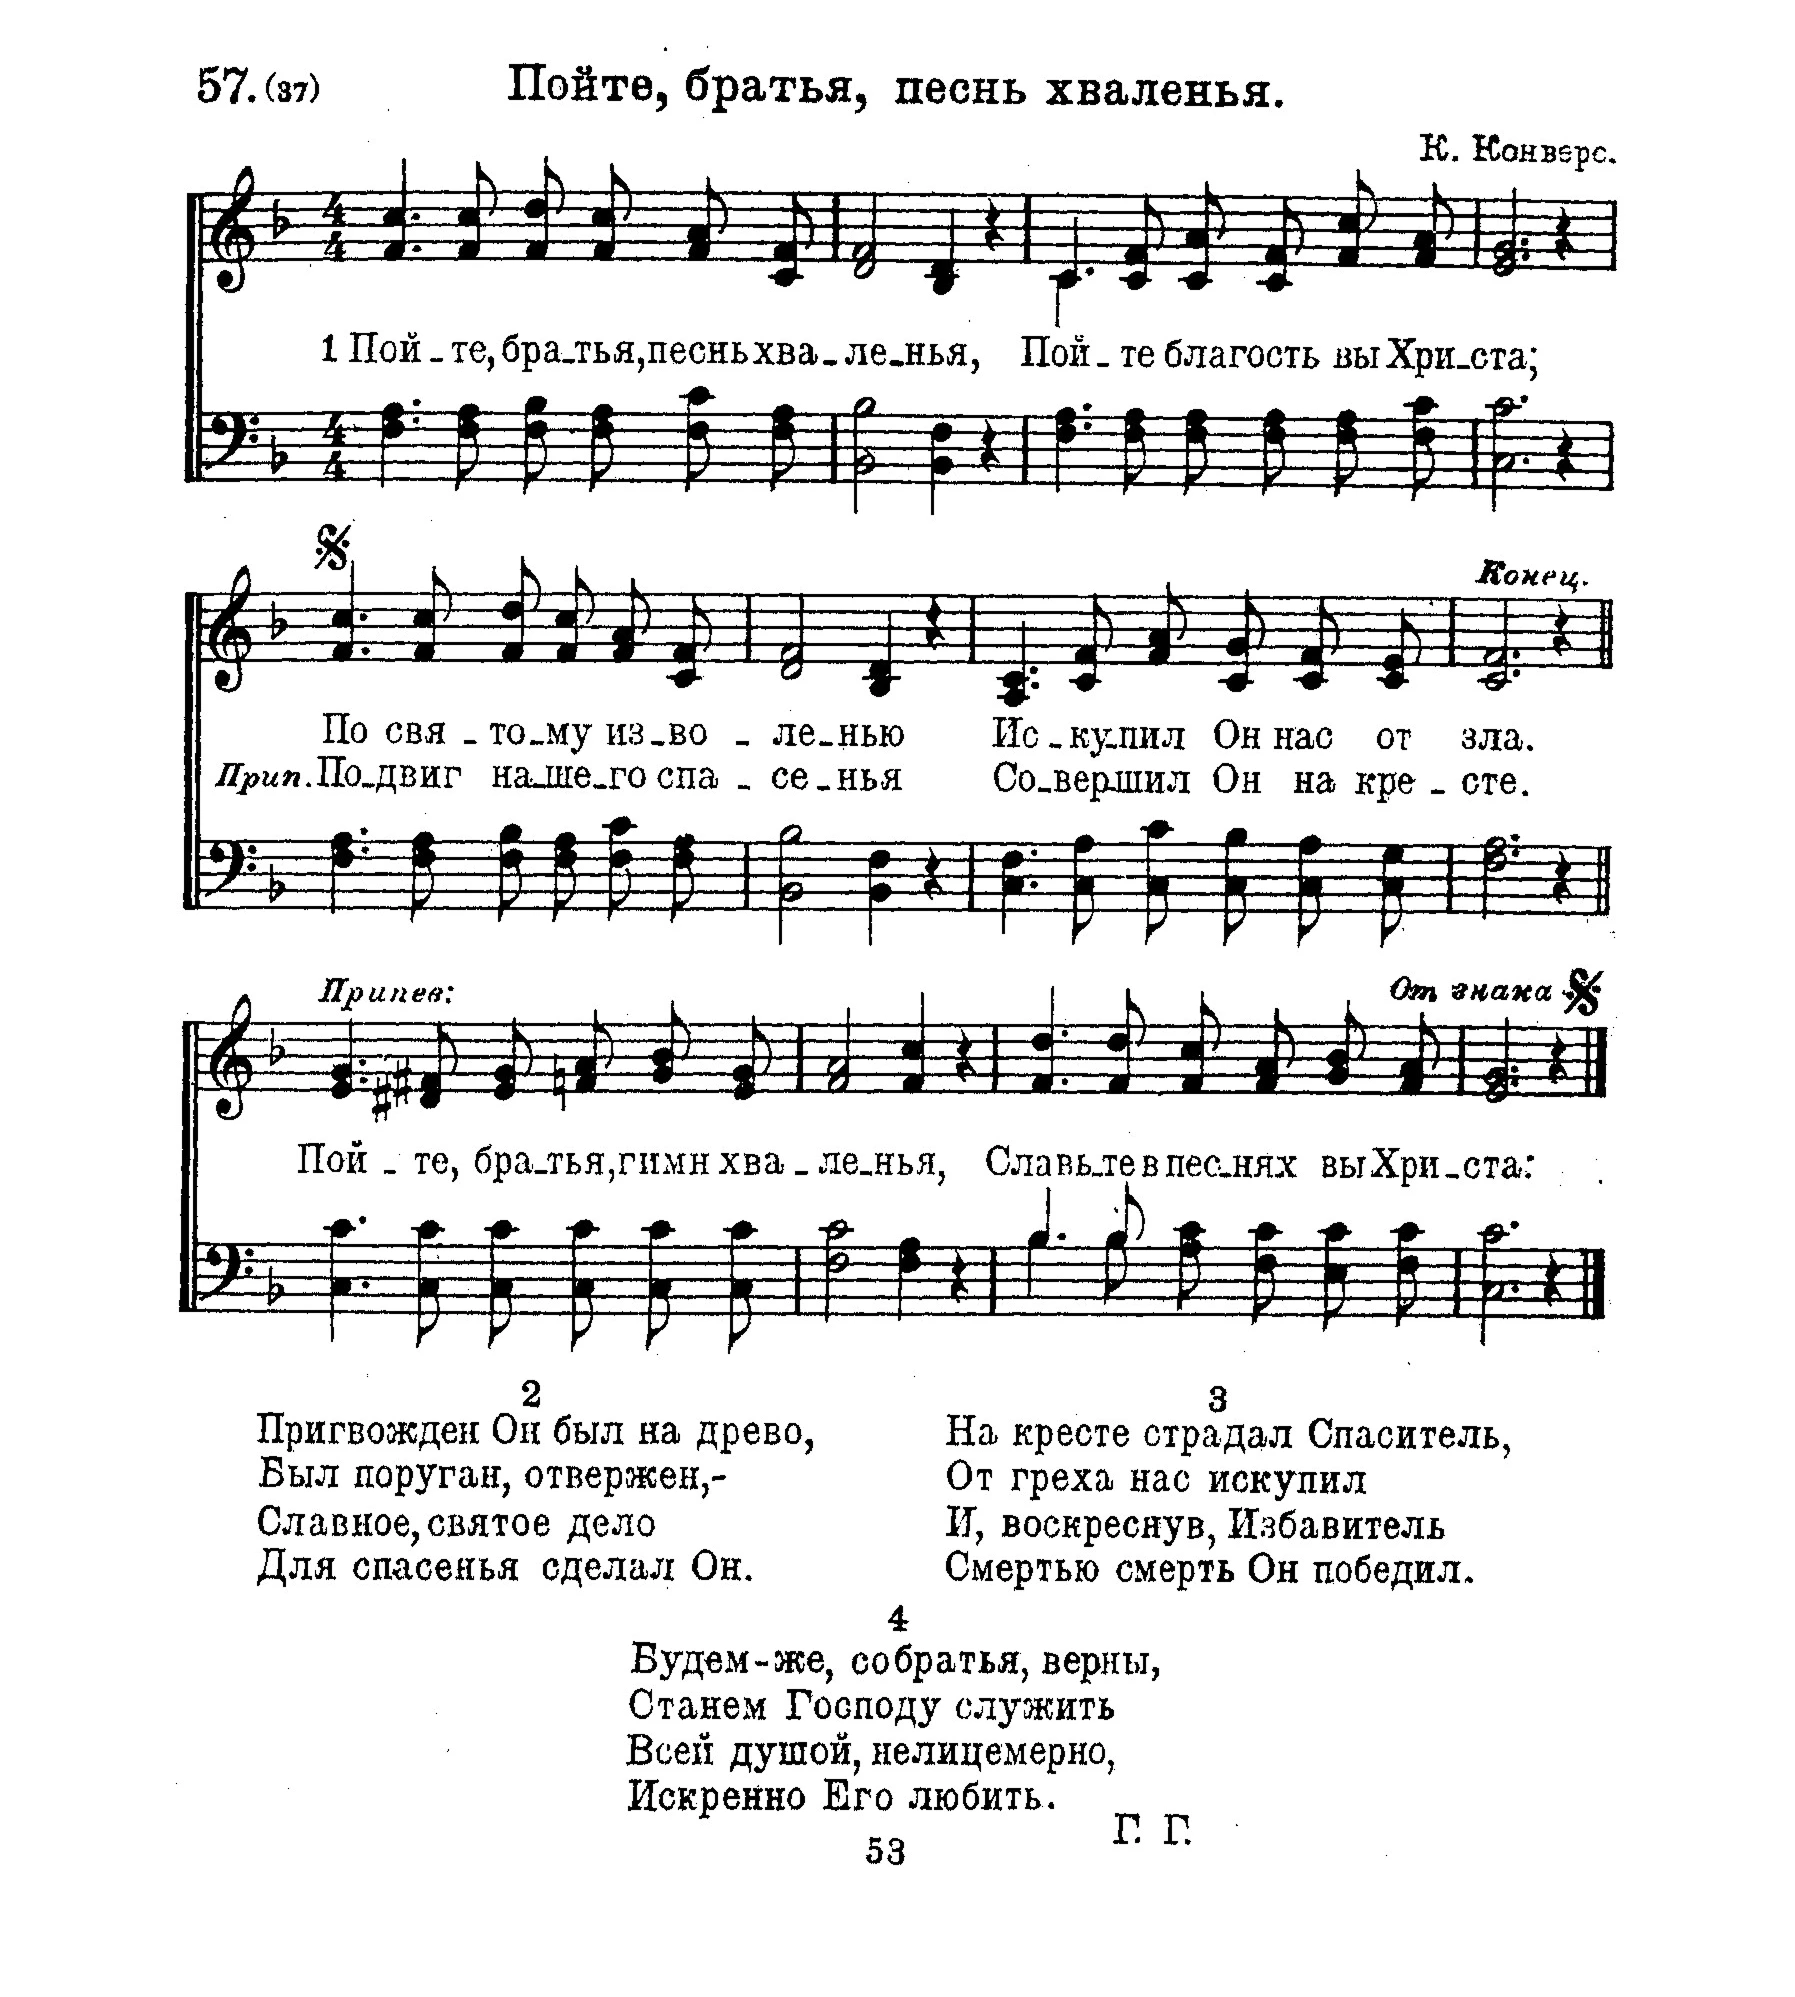 57. (37) Пойте, братья, песнь хваленья.
К. Конверс.
1 Пой - те, бра-тья, песнь хва - ле-нья, Пой - те благость вы Хри-ста;
Конец.
По свя - то-му из-во - ле-нью Ис - ку-пил Он нас от зла.
Прип. По-двиг на-ше-го спа - се-нья Со-вер-шил Он на кре - сте.
Припев: От знака
Пой - те, бра-тья, гимн хва - ле-нья, Славь-те в пес-нях вы Хри-ста:
2
Пригвожден Он был на древо,
Был поруган, отвержен,-
Славное, святое дело
Для спасенья сделал Он.
3
На кресте страдал Спаситель,
От греха нас искупил
И, воскреснув, Избавитель
Смертью смерть Он победил.
4
Будем-же, собратья, верны,
Станем Господу служить
Всей душой, нелицемерно,
Искренно Его любить.
Г. Г.
53